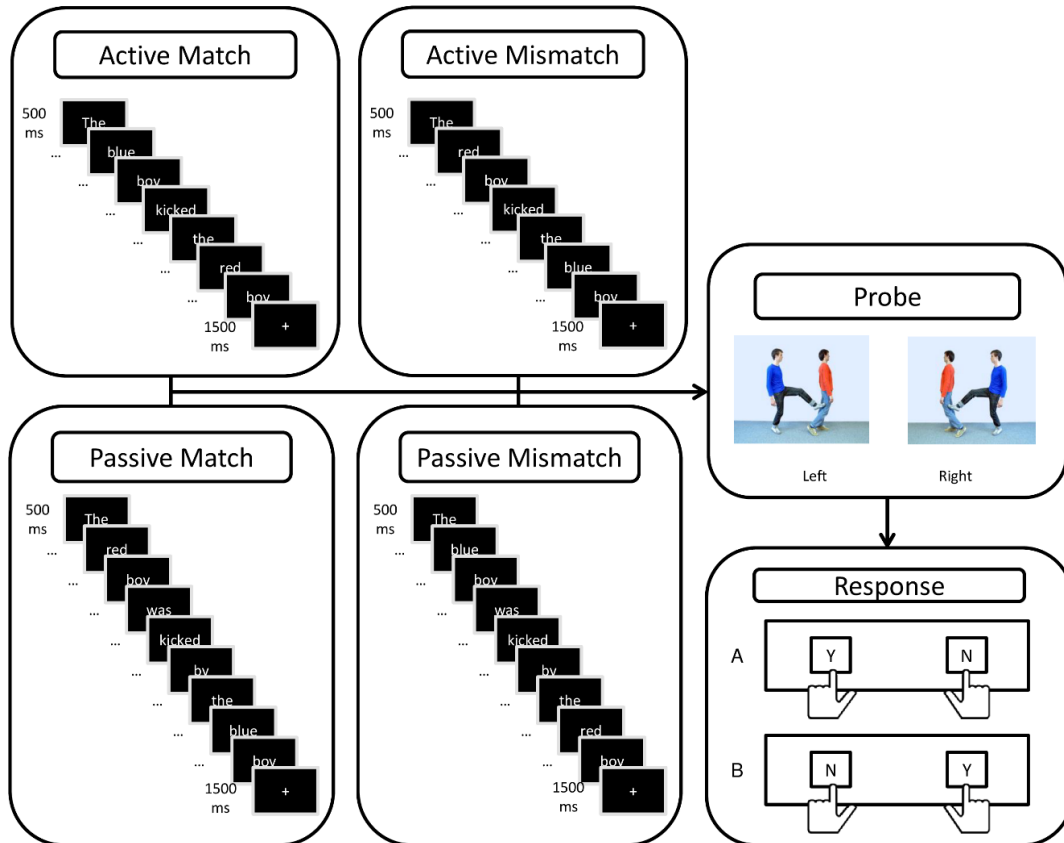 Active Match
500
ms
The
...
blue
...
boy
...
kicked
...
the
...
red
...
boy
1500
ms
+
Active Mismatch
500
ms
The
...
red
...
boy
...
kicked
...
the
...
blue
...
boy
1500
ms
+
Passive Match
500
ms
The
...
red
...
boy
...
was
...
kicked
...
by
...
the
...
blue
...
boy
1500
ms
+
Passive Mismatch
500
ms
The
...
blue
...
boy
...
was
...
kicked
...
by
...
the
...
red
...
boy
1500
ms
+
Probe
Left Right
Response
A Y N
B N Y